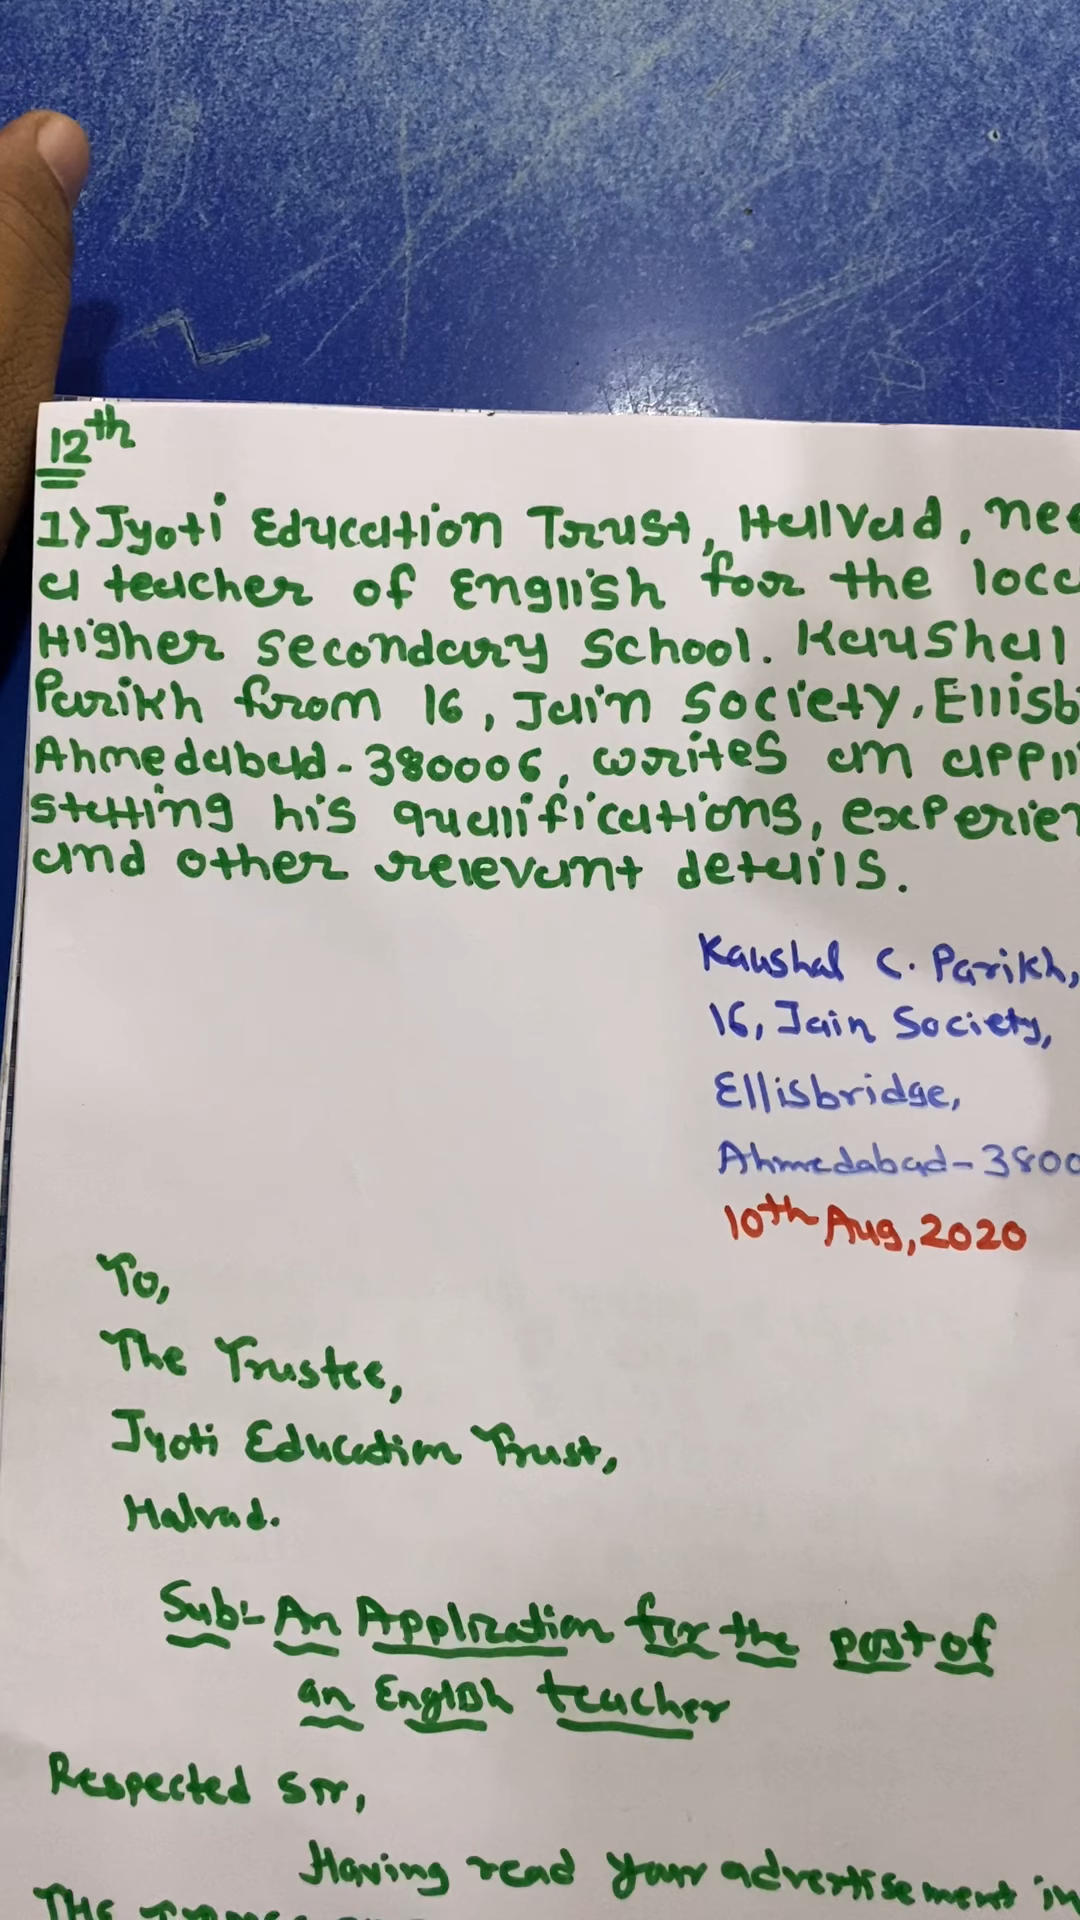 12th
1) Jyoti Education Trust, Halvad, nee
a teacher of English for the loca
Higher Secondary School. Kaushal
Parikh from 16, Jain Society, Ellisb
Ahmedabad-380006, writes an appli
stating his qualifications, experien
and other relevant details.
Kaushal C. Parikh,
16, Jain Society,
Ellisbridge,
Ahmedabad-3800
10th Aug, 2020
To,
The Trustee,
Jyoti Education Trust,
Halvad.
Sub:- An Application for the post of
an English teacher
Respected Sir,
Having read your advertisement in
The